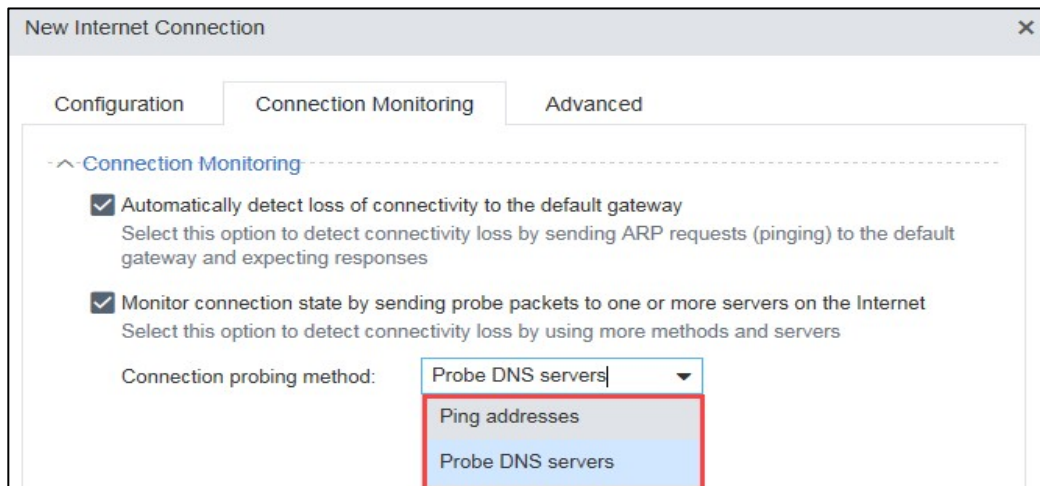 New Internet Connection
Configuration Connection Monitoring Advanced
Connection Monitoring
Automatically detect loss of connectivity to the default gateway
Select this option to detect connectivity loss by sending ARP requests (pinging) to the default
gateway and expecting responses
Monitor connection state by sending probe packets to one or more servers on the Internet
Select this option to detect connectivity loss by using more methods and servers
Connection probing method: Probe DNS servers
Ping addresses
Probe DNS servers